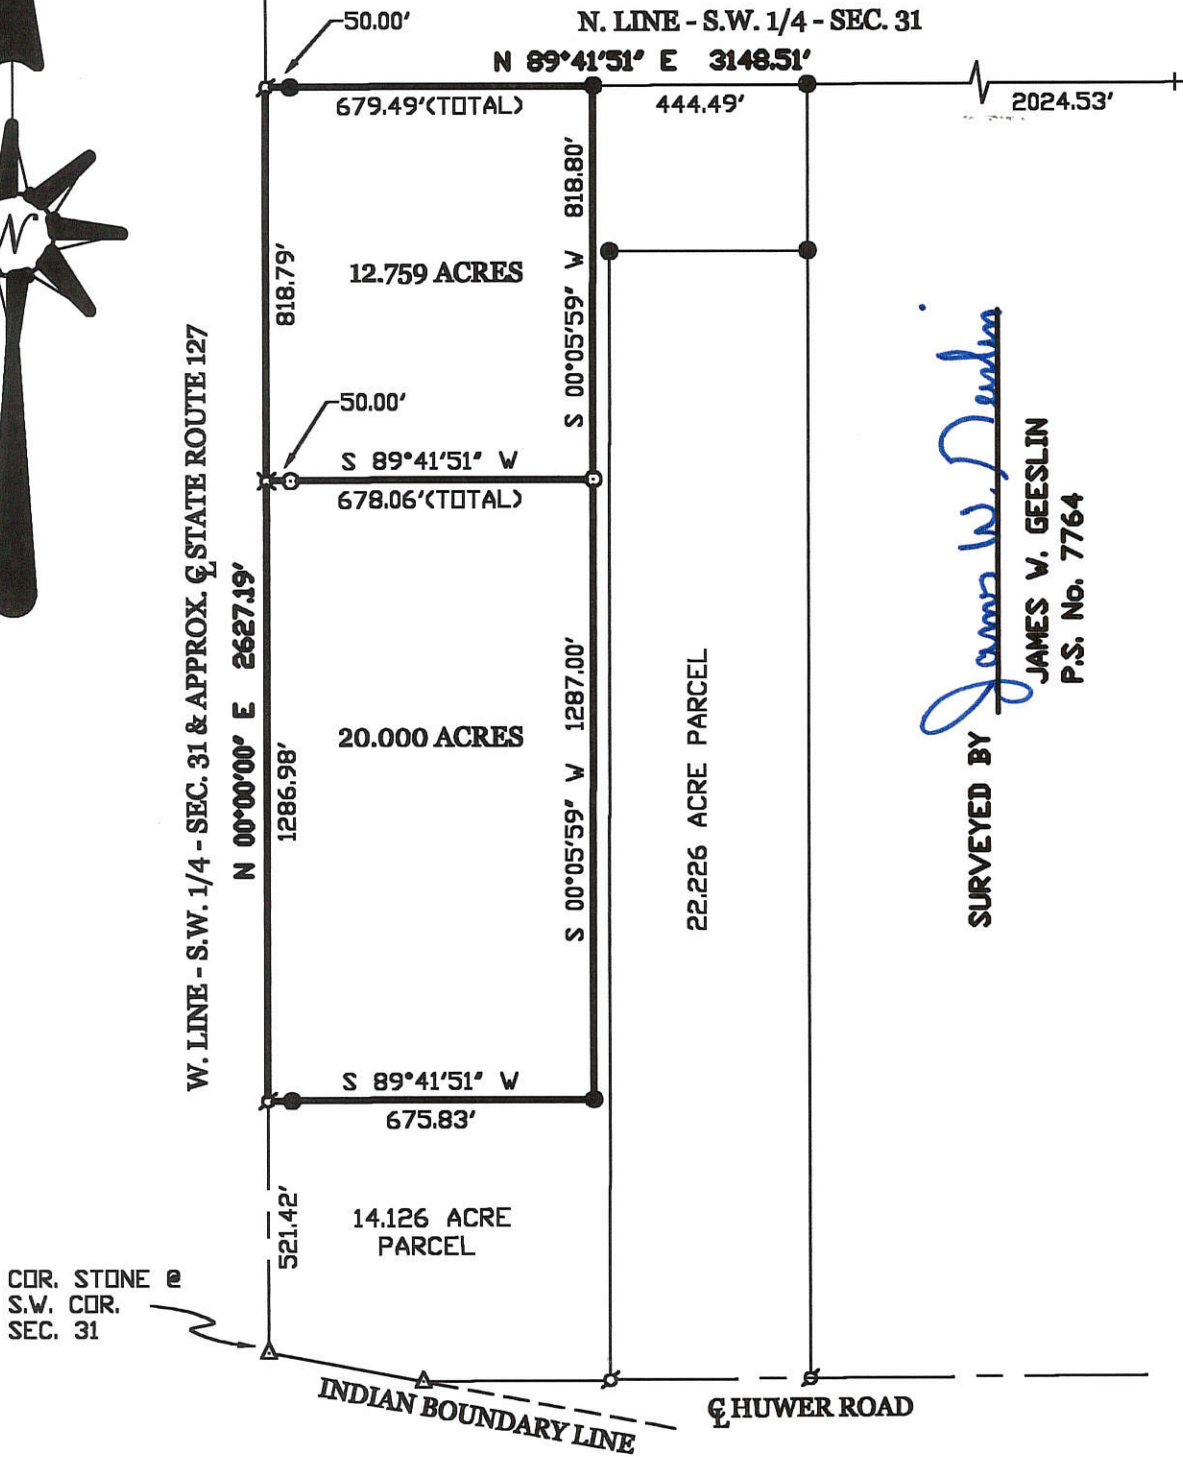 50.00'
N. LINE - S.W. 1/4 - SEC. 31
N 89°41'51" E 3148.51'
679.49'(TOTAL)
444.49'
2024.53'
N
818.79'
12.759 ACRES
S 00°05'59" W 818.80'
50.00'
S 89°41'51" W
678.06'(TOTAL)
W. LINE - S.W. 1/4 - SEC. 31 & APPROX. ℄ STATE ROUTE 127
N 00°00'00" E 2627.19'
1286.98'
20.000 ACRES
S 00°05'59" W 1287.00'
22.226 ACRE PARCEL
SURVEYED BY James W. Geeslin
JAMES W. GEESLIN
P.S. No. 7764
S 89°41'51" W
675.83'
521.42'
14.126 ACRE
PARCEL
COR. STONE @
S.W. COR.
SEC. 31
INDIAN BOUNDARY LINE
℄ HUWER ROAD